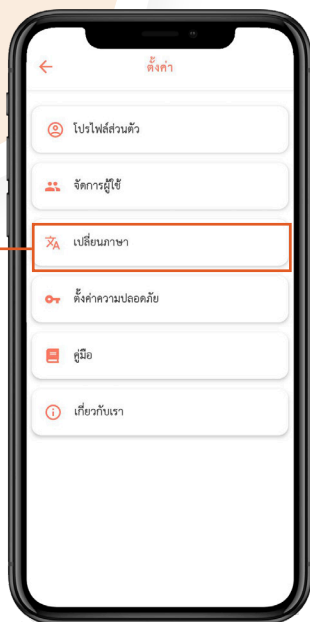 ตั้งค่า
โปรไฟล์ส่วนตัว
จัดการผู้ใช้
เปลี่ยนภาษา
ตั้งค่าความปลอดภัย
คู่มือ
เกี่ยวกับเรา